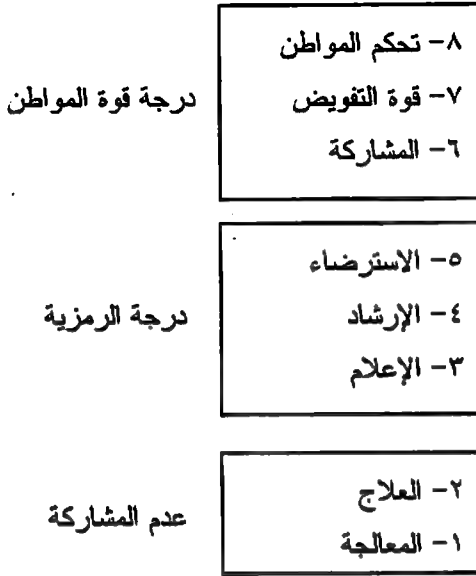 ٨- تحكم المواطن
٧- قوة التفويض
درجة قوة المواطن
٦- المشاركة
٥- الاسترضاء
٤- الإرشاد
درجة الرمزية
٣- الإعلام
٢- العلاج
عدم المشاركة
١- المعالجة